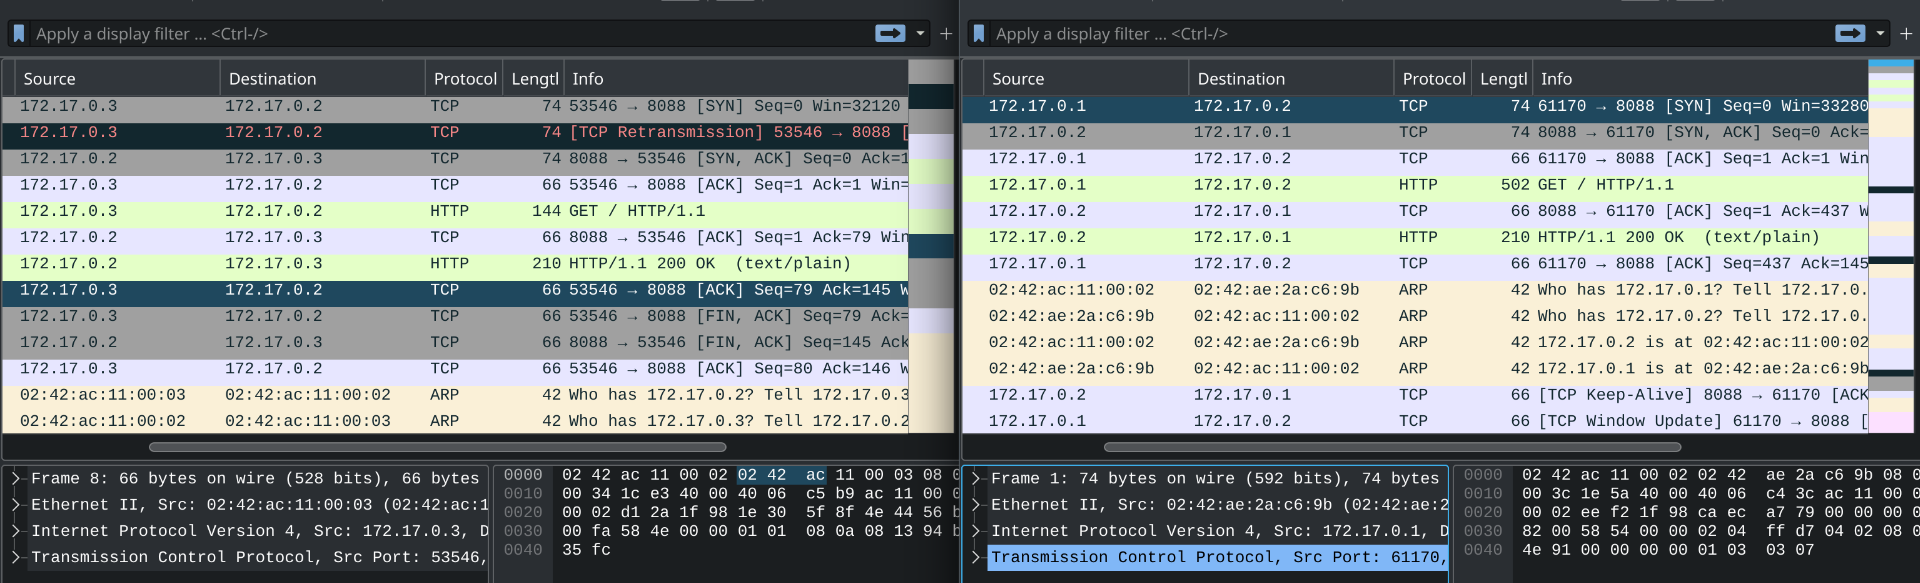 Apply a display filter ... <Ctrl-/>
Source Destination Protocol Lengtl Info
172.17.0.3 172.17.0.2 TCP 74 53546 → 8088 [SYN] Seq=0 Win=32120
172.17.0.3 172.17.0.2 TCP 74 [TCP Retransmission] 53546 → 8088 [
172.17.0.2 172.17.0.3 TCP 74 8088 → 53546 [SYN, ACK] Seq=0 Ack=1
172.17.0.3 172.17.0.2 TCP 66 53546 → 8088 [ACK] Seq=1 Ack=1 Win=
172.17.0.3 172.17.0.2 HTTP 144 GET / HTTP/1.1
172.17.0.2 172.17.0.3 TCP 66 8088 → 53546 [ACK] Seq=1 Ack=79 Win
172.17.0.2 172.17.0.3 HTTP 210 HTTP/1.1 200 OK (text/plain)
172.17.0.3 172.17.0.2 TCP 66 53546 → 8088 [ACK] Seq=79 Ack=145 W
172.17.0.3 172.17.0.2 TCP 66 53546 → 8088 [FIN, ACK] Seq=79 Ack=
172.17.0.2 172.17.0.3 TCP 66 8088 → 53546 [FIN, ACK] Seq=145 Ack
172.17.0.3 172.17.0.2 TCP 66 53546 → 8088 [ACK] Seq=80 Ack=146 W
02:42:ac:11:00:03 02:42:ac:11:00:02 ARP 42 Who has 172.17.0.2? Tell 172.17.0.3
02:42:ac:11:00:02 02:42:ac:11:00:03 ARP 42 Who has 172.17.0.3? Tell 172.17.0.2
Frame 8: 66 bytes on wire (528 bits), 66 bytes
Ethernet II, Src: 02:42:ac:11:00:03 (02:42:ac:1
Internet Protocol Version 4, Src: 172.17.0.3, D
Transmission Control Protocol, Src Port: 53546,
0000 02 42 ac 11 00 02 02 42 ac 11 00 03 08 0
0010 00 34 1c e3 40 00 40 06 c5 b9 ac 11 00 0
0020 00 02 d1 2a 1f 98 1e 30 5f 8f 4e 44 56 b
0030 00 fa 58 4e 00 00 01 01 08 0a 08 13 94 b
0040 35 fc
Apply a display filter ... <Ctrl-/>
Source Destination Protocol Lengtl Info
172.17.0.1 172.17.0.2 TCP 74 61170 → 8088 [SYN] Seq=0 Win=33280
172.17.0.2 172.17.0.1 TCP 74 8088 → 61170 [SYN, ACK] Seq=0 Ack=
172.17.0.1 172.17.0.2 TCP 66 61170 → 8088 [ACK] Seq=1 Ack=1 Win
172.17.0.1 172.17.0.2 HTTP 502 GET / HTTP/1.1
172.17.0.2 172.17.0.1 TCP 66 8088 → 61170 [ACK] Seq=1 Ack=437 W
172.17.0.2 172.17.0.1 HTTP 210 HTTP/1.1 200 OK (text/plain)
172.17.0.1 172.17.0.2 TCP 66 61170 → 8088 [ACK] Seq=437 Ack=145
02:42:ac:11:00:02 02:42:ae:2a:c6:9b ARP 42 Who has 172.17.0.1? Tell 172.17.0.
02:42:ae:2a:c6:9b 02:42:ac:11:00:02 ARP 42 Who has 172.17.0.2? Tell 172.17.0.
02:42:ac:11:00:02 02:42:ae:2a:c6:9b ARP 42 172.17.0.2 is at 02:42:ac:11:00:02
02:42:ae:2a:c6:9b 02:42:ac:11:00:02 ARP 42 172.17.0.1 is at 02:42:ae:2a:c6:9b
172.17.0.2 172.17.0.1 TCP 66 [TCP Keep-Alive] 8088 → 61170 [ACK
172.17.0.1 172.17.0.2 TCP 66 [TCP Window Update] 61170 → 8088 [
Frame 1: 74 bytes on wire (592 bits), 74 bytes
Ethernet II, Src: 02:42:ae:2a:c6:9b (02:42:ae:2
Internet Protocol Version 4, Src: 172.17.0.1, D
Transmission Control Protocol, Src Port: 61170,
0000 02 42 ac 11 00 02 02 42 ae 2a c6 9b 08 0
0010 00 3c 1e 5a 40 00 40 06 c4 3c ac 11 00 0
0020 00 02 ee f2 1f 98 ca ec a7 79 00 00 00 0
0030 82 00 58 54 00 00 02 04 ff d7 04 02 08 0
0040 4e 91 00 00 00 00 01 03 03 07